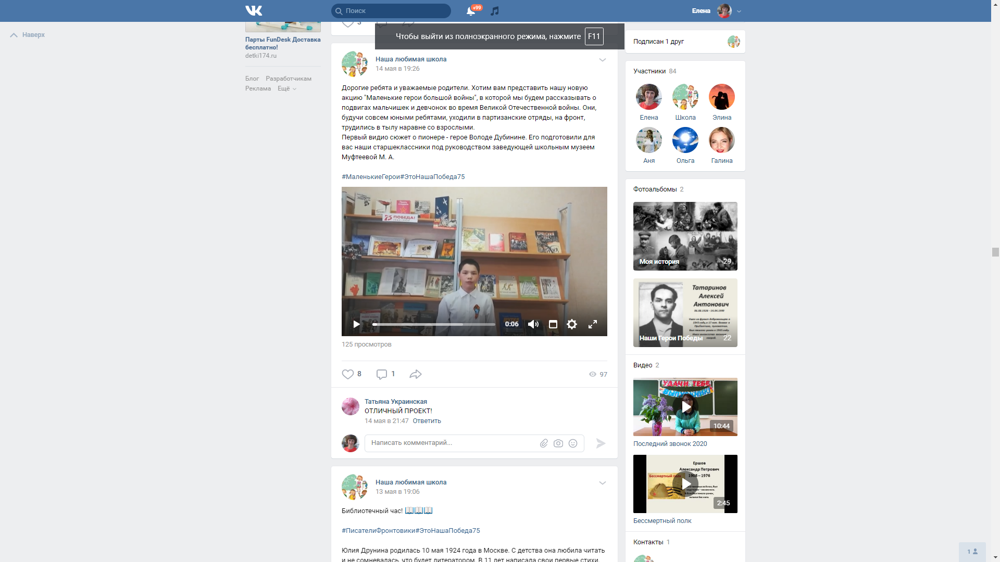 Поиск
+99
Елена
Наверх
Парты FunDesk Доставка
бесплатно!
detki174.ru
Блог Разработчикам
Реклама Ещё
3
Чтобы выйти из полноэкранного режима, нажмите F11
Наша любимая школа
14 мая в 19:26
Дорогие ребята и уважаемые родители. Хотим вам представить нашу новую
акцию "Маленькие герои большой войны", в которой мы будем рассказывать о
подвигах мальчишек и девчонок во время Великой Отечественной войны. Они,
будучи совсем юными ребятами, уходили в партизанские отряды, на фронт,
трудились в тылу наравне со взрослыми.
Первый видио сюжет о пионере - герое Володе Дубинине. Его подготовили для
вас наши старшеклассники под руководством заведующей школьным музеем
Муфтеевой М. А.
#МаленькиеГерои#ЭтоНашаПобеда75
75 ПОБЕДА!
0:06
125 просмотров
8
1
97
Татьяна Украинская
ОТЛИЧНЫЙ ПРОЕКТ!
14 мая в 21:47 Ответить
Написать комментарий...
Наша любимая школа
13 мая в 19:06
Библиотечный час!
#ПисателиФронтовики#ЭтоНашаПобеда75
Юлия Друнина родилась 10 мая 1924 года в Москве. С детства она любила читать
и не сомневалась, что будет литератором. В 11 лет написала свои первые стихи.
Подписан 1 друг
Участники 84
Елена
Школа
Элина
Аня
Ольга
Галина
Фотоальбомы 2
Моя история 29
Татаринов
Алексей
Антонович
Наши Герои Победы 22
Видео 2
УДАЧИ ТЕБЕ
ВЫПУСКНИК!
10:44
Последний звонок 2020
Ершов
Александр Петрович
1908 – 1976
Бессмертный полк
2:45
Бессмертный полк
Контакты 1
1